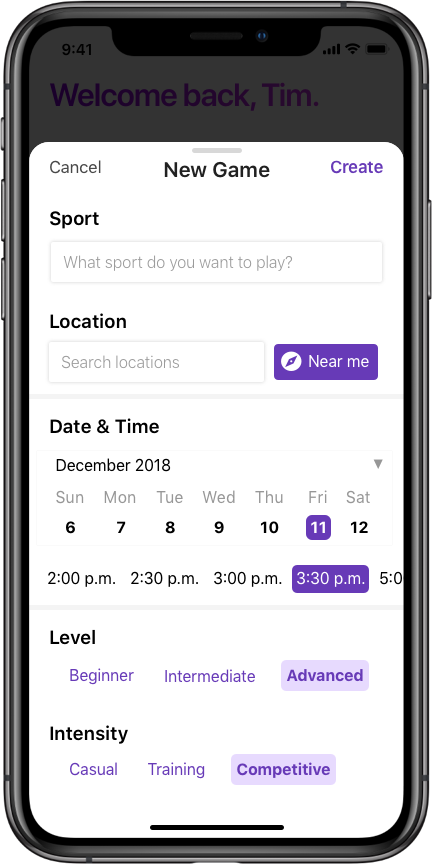 9:41
Welcome back, Tim.
Cancel New Game Create
Sport
What sport do you want to play?
Location
Search locations Near me
Date & Time
December 2018
Sun Mon Tue Wed Thu Fri Sat
6 7 8 9 10 11 12
2:00 p.m. 2:30 p.m. 3:00 p.m. 3:30 p.m. 5:0
Level
Beginner Intermediate Advanced
Intensity
Casual Training Competitive